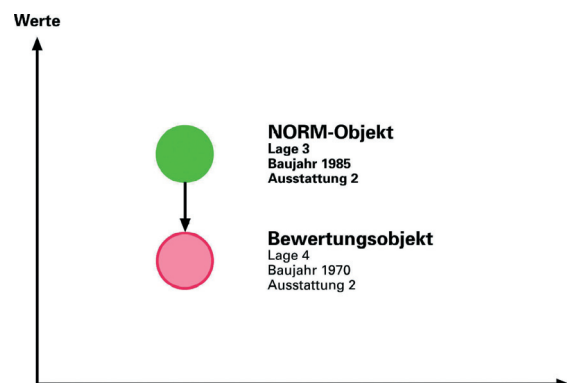 Werte
NORM-Objekt
Lage 3
Baujahr 1985
Ausstattung 2
Bewertungsobjekt
Lage 4
Baujahr 1970
Ausstattung 2